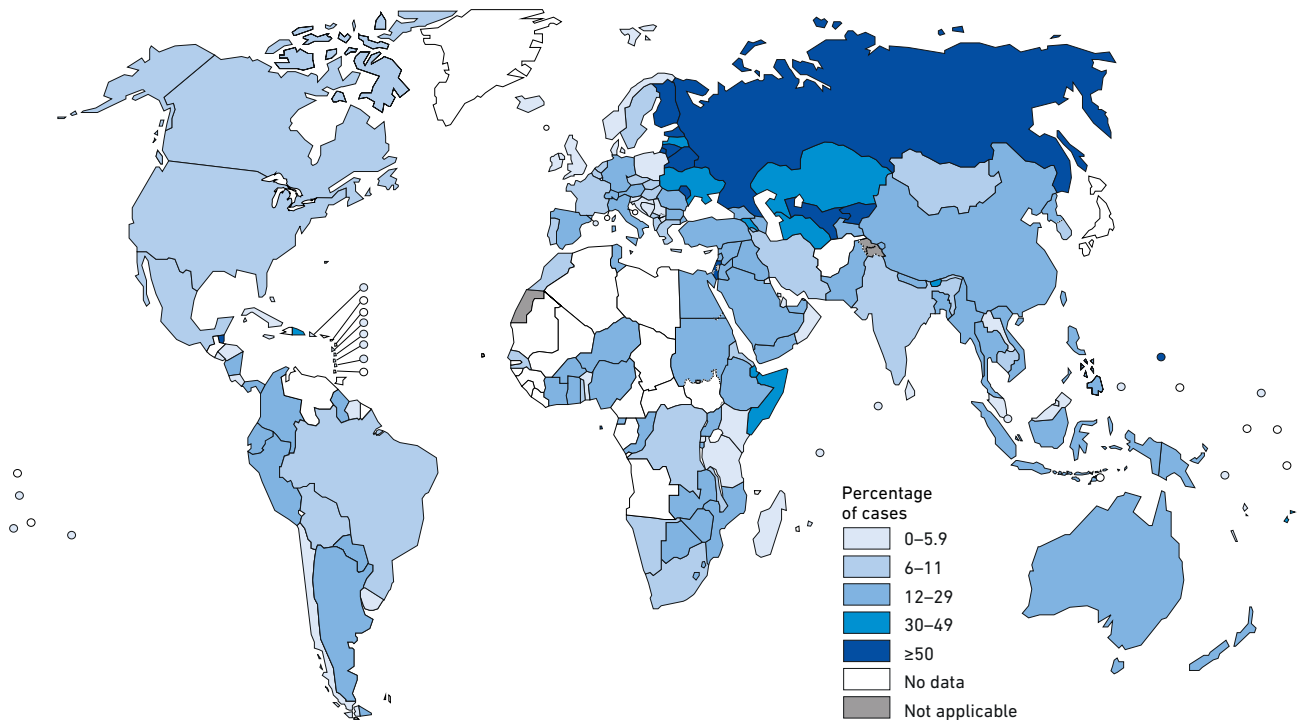 Percentage
of cases
0–5.9
6–11
12–29
30–49
≥50
No data
Not applicable